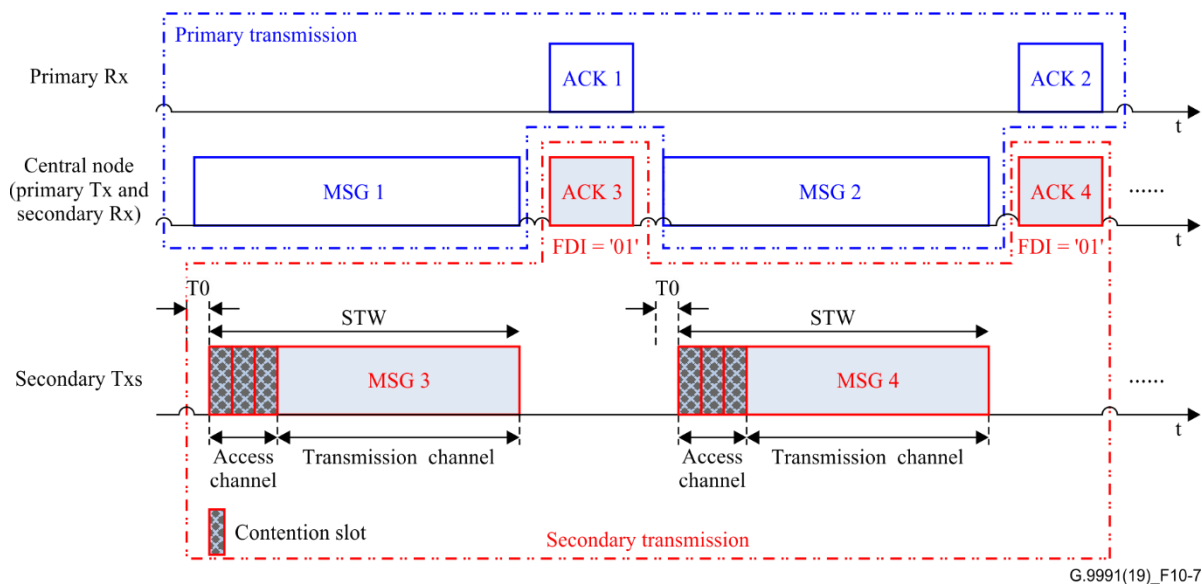 Primary transmission
Primary Rx
ACK 1
ACK 2
t
Central node
(primary Tx and
secondary Rx)
MSG 1
ACK 3
MSG 2
ACK 4
......
FDI = '01'
FDI = '01'
t
T0
T0
STW
STW
Secondary Txs
MSG 3
MSG 4
......
t
Access
channel
Transmission channel
Access
channel
Transmission channel
Contention slot
Secondary transmission
G.9991(19)_F10-7